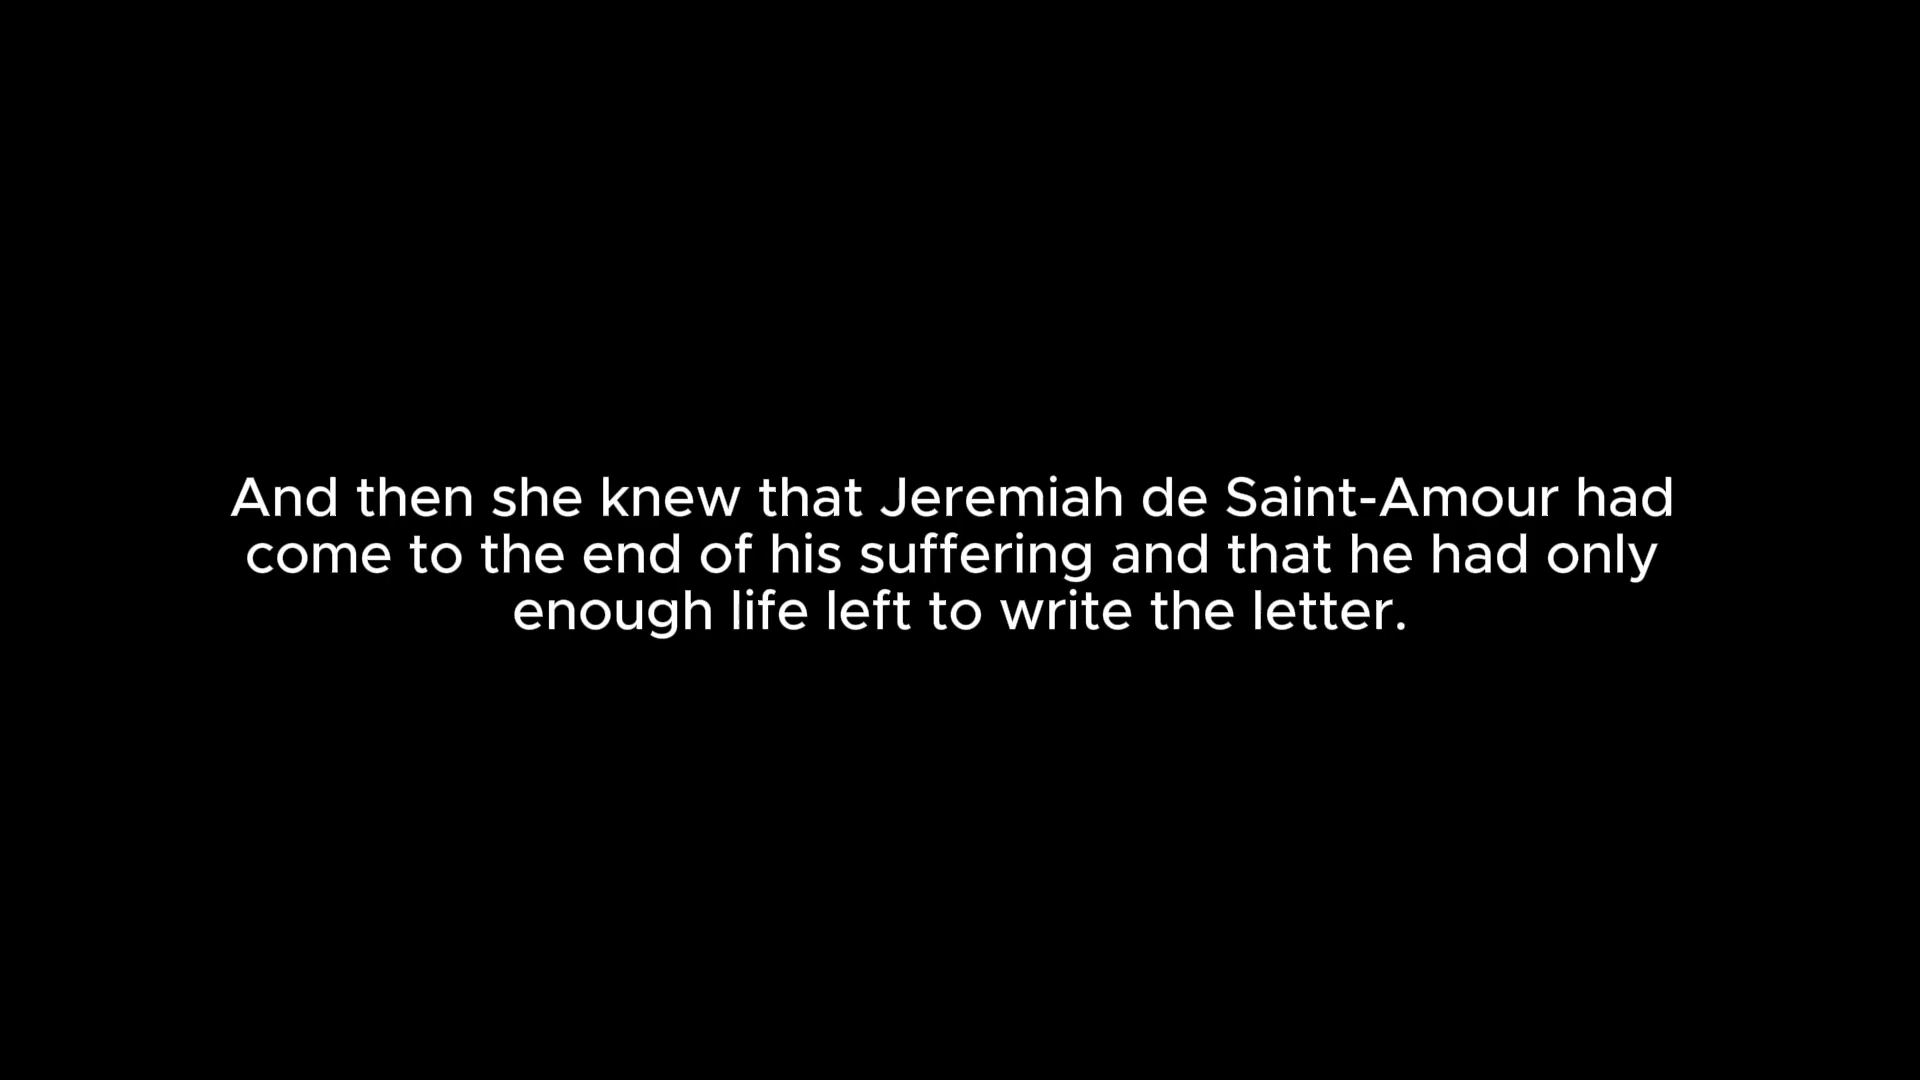 And then she knew that Jeremiah de Saint-Amour had
come to the end of his suffering and that he had only
enough life left to write the letter.